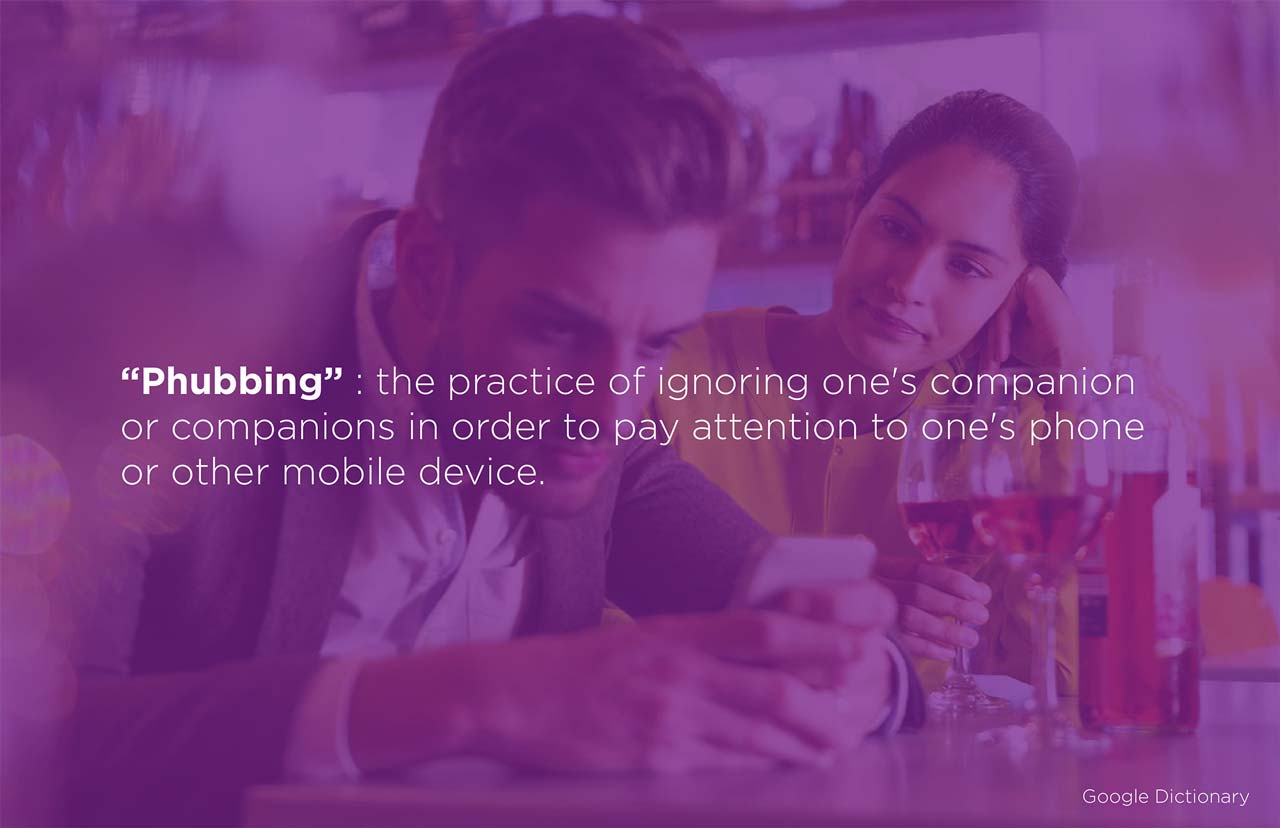 “Phubbing” : the practice of ignoring one's companion
or companions in order to pay attention to one's phone
or other mobile device.
Google Dictionary